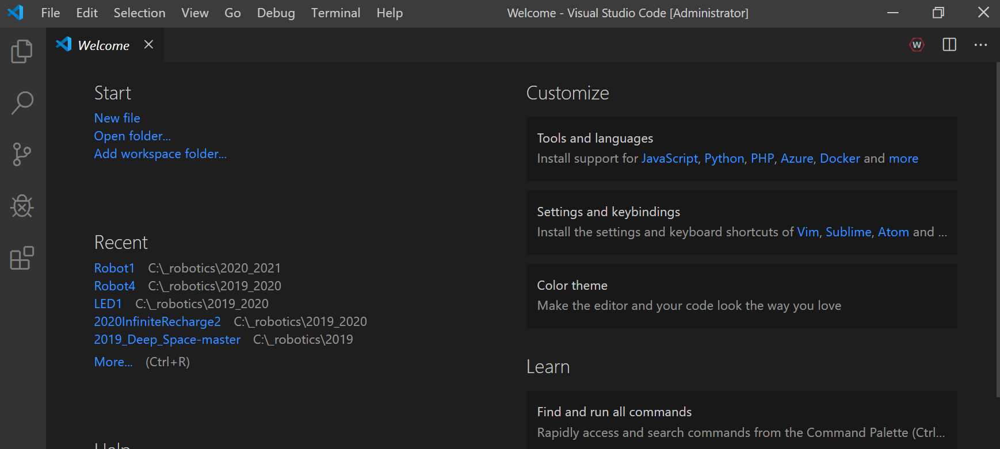 File Edit Selection View Go Debug Terminal Help Welcome - Visual Studio Code [Administrator]
Welcome
W
Start
New file
Open folder...
Add workspace folder...
Recent
Robot1 C:\_robotics\2020_2021
Robot4 C:\_robotics\2019_2020
LED1 C:\_robotics\2019_2020
2020InfiniteRecharge2 C:\_robotics\2019_2020
2019_Deep_Space-master C:\_robotics\2019
More... (Ctrl+R)
Help
Customize
Tools and languages
Install support for JavaScript, Python, PHP, Azure, Docker and more
Settings and keybindings
Install the settings and keyboard shortcuts of Vim, Sublime, Atom and ...
Color theme
Make the editor and your code look the way you love
Learn
Find and run all commands
Rapidly access and search commands from the Command Palette (Ctrl...